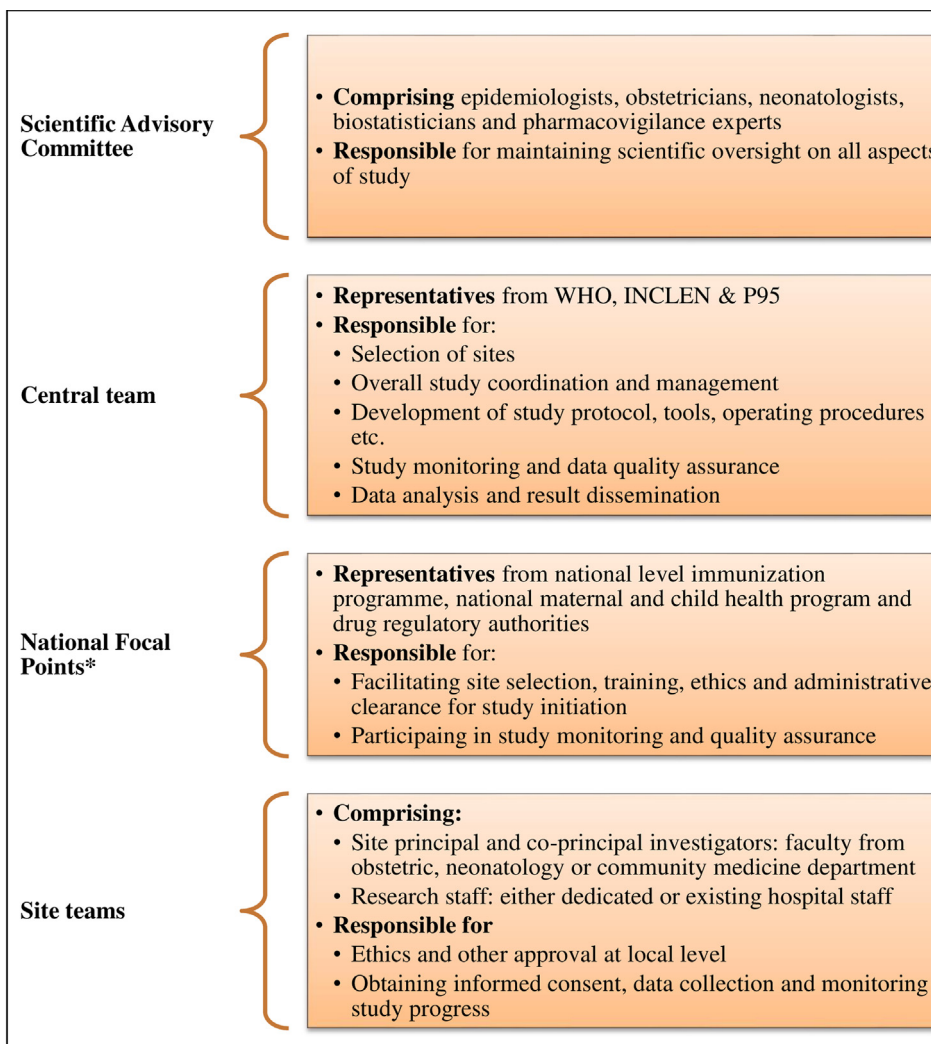 Scientific Advisory
Committee
• Comprising epidemiologists, obstetricians, neonatologists,
biostatisticians and pharmacovigilance experts
• Responsible for maintaining scientific oversight on all aspects
of study
Central team
• Representatives from WHO, INCLEN & P95
• Responsible for:
• Selection of sites
• Overall study coordination and management
• Development of study protocol, tools, operating procedures
etc.
• Study monitoring and data quality assurance
• Data analysis and result dissemination
National Focal
Points*
• Representatives from national level immunization
programme, national maternal and child health program and
drug regulatory authorities
• Responsible for:
• Facilitating site selection, training, ethics and administrative
clearance for study initiation
• Participaing in study monitoring and quality assurance
Site teams
• Comprising:
• Site principal and co-principal investigators: faculty from
obstetric, neonatology or community medicine department
• Research staff: either dedicated or existing hospital staff
• Responsible for
• Ethics and other approval at local level
• Obtaining informed consent, data collection and monitoring
study progress